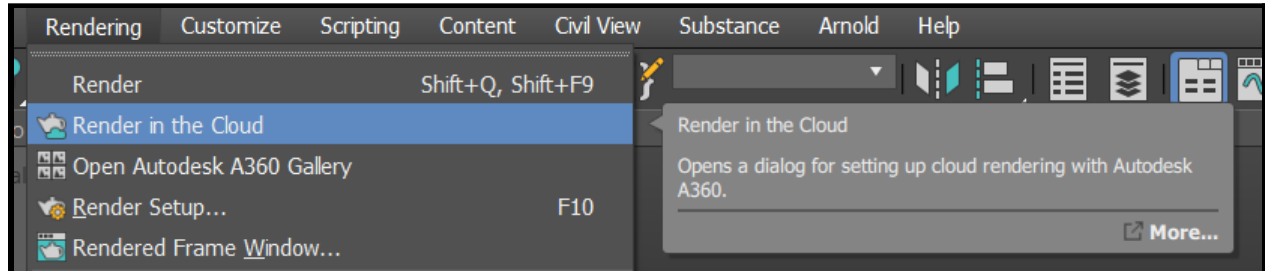 Rendering Customize Scripting Content Civil View Substance Arnold Help
Render Shift+Q, Shift+F9
Render in the Cloud
Open Autodesk A360 Gallery
Render Setup... F10
Rendered Frame Window...
Render in the Cloud
Opens a dialog for setting up cloud rendering with Autodesk
A360.
More...